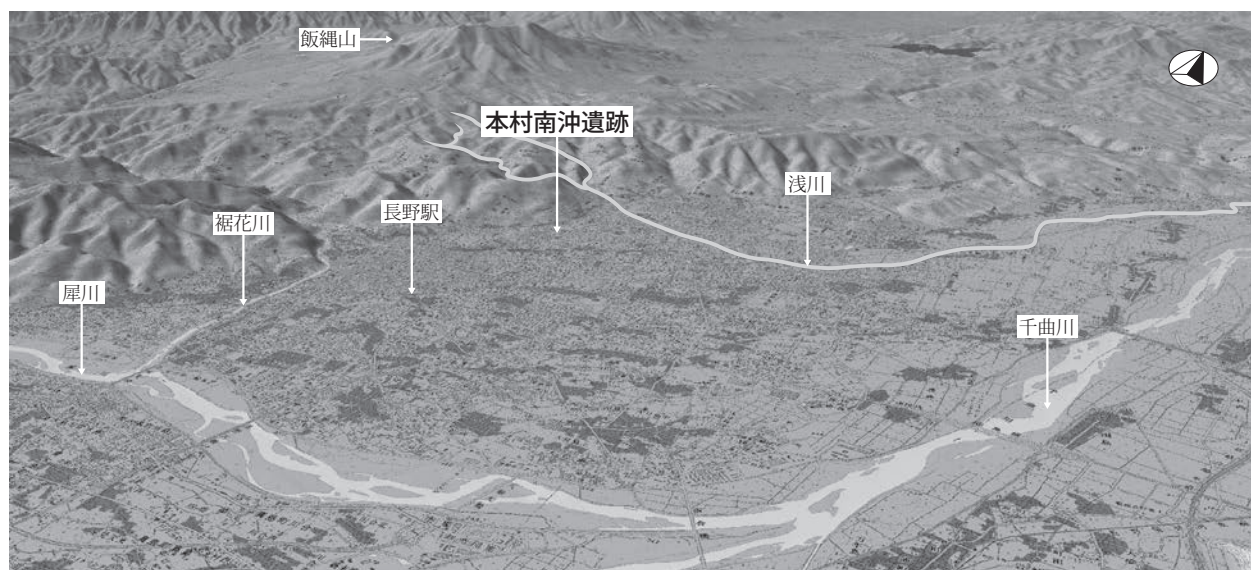 飯縄山
本村南沖遺跡
浅川
長野駅
裾花川
犀川
千曲川